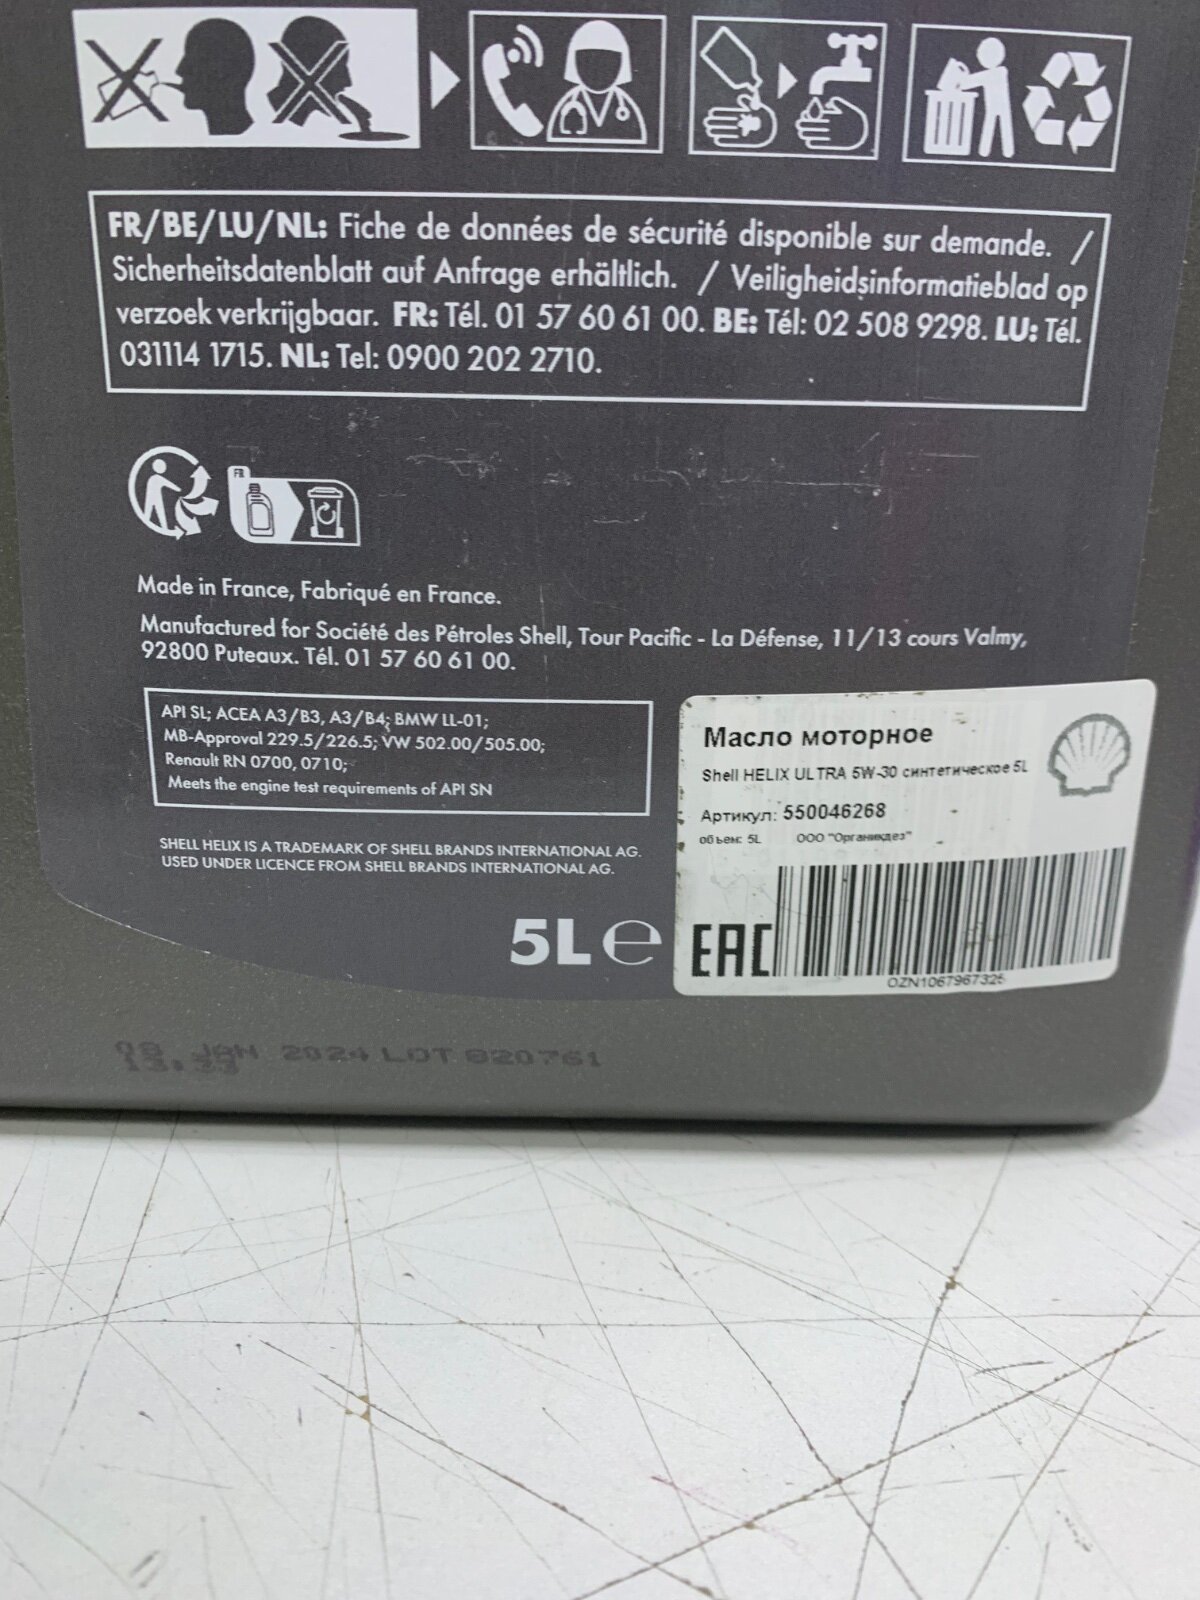 FR/BE/LU/NL: Fiche de données de sécurité disponible sur demande. /
Sicherheitsdatenblatt auf Anfrage erhältlich. / Veiligheidsinformatieblad op
verzoek verkrijgbaar. FR: Tél. 01 57 60 61 00. BE: Tél: 02 508 9298. LU: Tél.
031114 1715. NL: Tel: 0900 202 2710.
FR
Made in France, Fabriqué en France.
Manufactured for Société des Pétroles Shell, Tour Pacific - La Défense, 11/13 cours Valmy,
92800 Puteaux. Tél. 01 57 60 61 00.
API SL; ACEA A3/B3, A3/B4; BMW LL-01;
MB-Approval 229.5/226.5; VW 502.00/505.00;
Renault RN 0700, 0710;
Meets the engine test requirements of API SN
SHELL HELIX IS A TRADEMARK OF SHELL BRANDS INTERNATIONAL AG.
USED UNDER LICENCE FROM SHELL BRANDS INTERNATIONAL AG.
5L e
Масло моторное
Shell HELIX ULTRA 5W-30 синтетическое 5L
Артикул: 550046268
объем: 5L ООО "Органикдез"
EAC
OZN1067967326
JAN 2024 LOT 820761